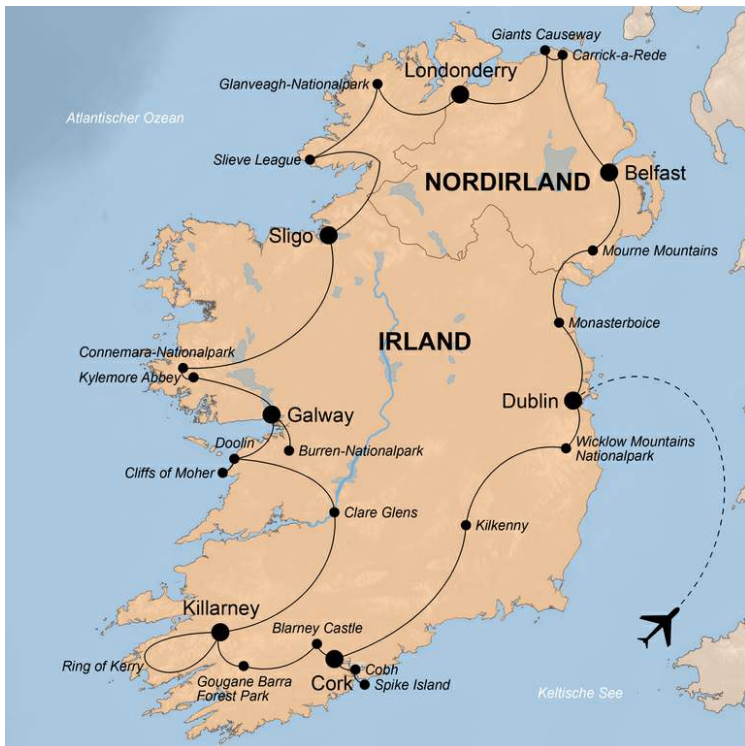 Giants Causeway
Carrick-a-Rede
Londonderry
Glanveagh-Nationalpark
Atlantischer Ozean
Slieve League
NORDIRLAND
Belfast
Sligo
Mourne Mountains
Monasterboice
IRLAND
Connemara-Nationalpark
Kylemore Abbey
Dublin
Galway
Doolin
Burren-Nationalpark
Wicklow Mountains
Nationalpark
Cliffs of Moher
Clare Glens
Kilkenny
Killarney
Blarney Castle
Ring of Kerry
Gougane Barra
Forest Park
Cork
Cobh
Spike Island
Keltische See